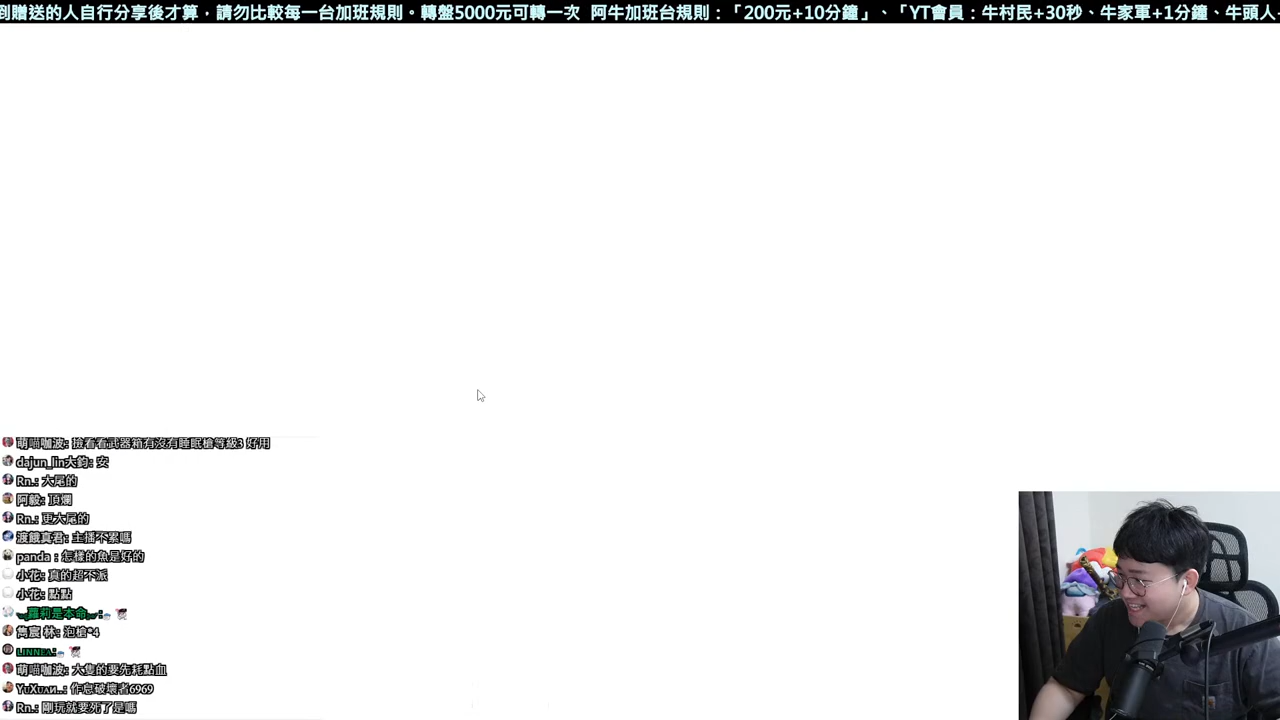 到贈送的人自行分享後才算，請勿比較每一台加班規則。轉盤5000元可轉一次 阿牛加班台規則：「200元+10分鐘」、「YT會員：牛村民+30秒、牛家軍+1分鐘、牛頭人
萌喵咖波: 撿看看武器箱有沒有睡眠槍等級3 好用
dajun_lin大鈞: 安
Rn.: 大尾的
阿毅: 頂爛
Rn.: 更大尾的
渡餓真君: 主播不累嗎
panda : 怎樣的魚是好的
小花: 真的超不派
小花: 點點
蘿莉是本命
雋宸 林: 泡槍*4
LINNEA:
萌喵咖波: 大隻的要先耗點血
YuXuan..: 作息破壞者6969
Rn.: 剛玩就要死了是嗎